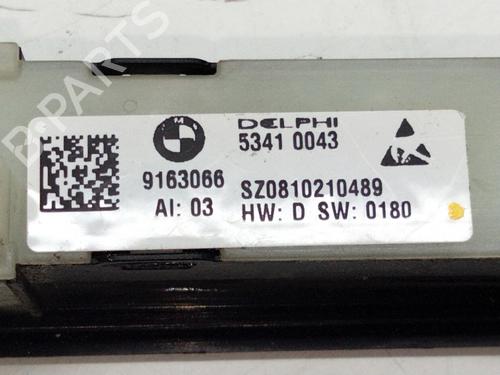 DELPHI
5341 0043
9163066
SZ0810210489
AI: 03
HW: D SW: 0180
B-PARTS